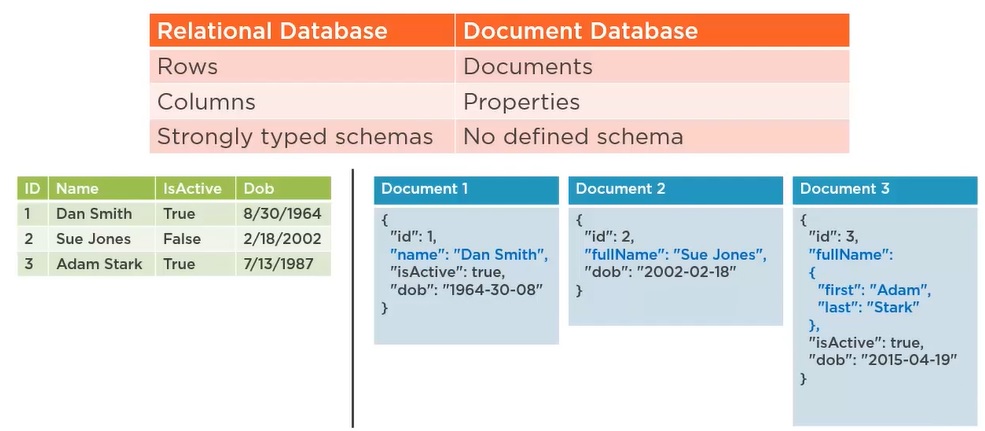 Relational Database Document Database
Rows Documents
Columns Properties
Strongly typed schemas No defined schema
ID Name IsActive Dob
1 Dan Smith True 8/30/1964
2 Sue Jones False 2/18/2002
3 Adam Stark True 7/13/1987
Document 1
{
"id": 1,
"name": "Dan Smith",
"isActive": true,
"dob": "1964-30-08"
}
Document 2
{
"id": 2,
"fullName": "Sue Jones",
"dob": "2002-02-18"
}
Document 3
{
"id": 3,
"fullName":
{
"first": "Adam",
"last": "Stark"
},
"isActive": true,
"dob": "2015-04-19"
}